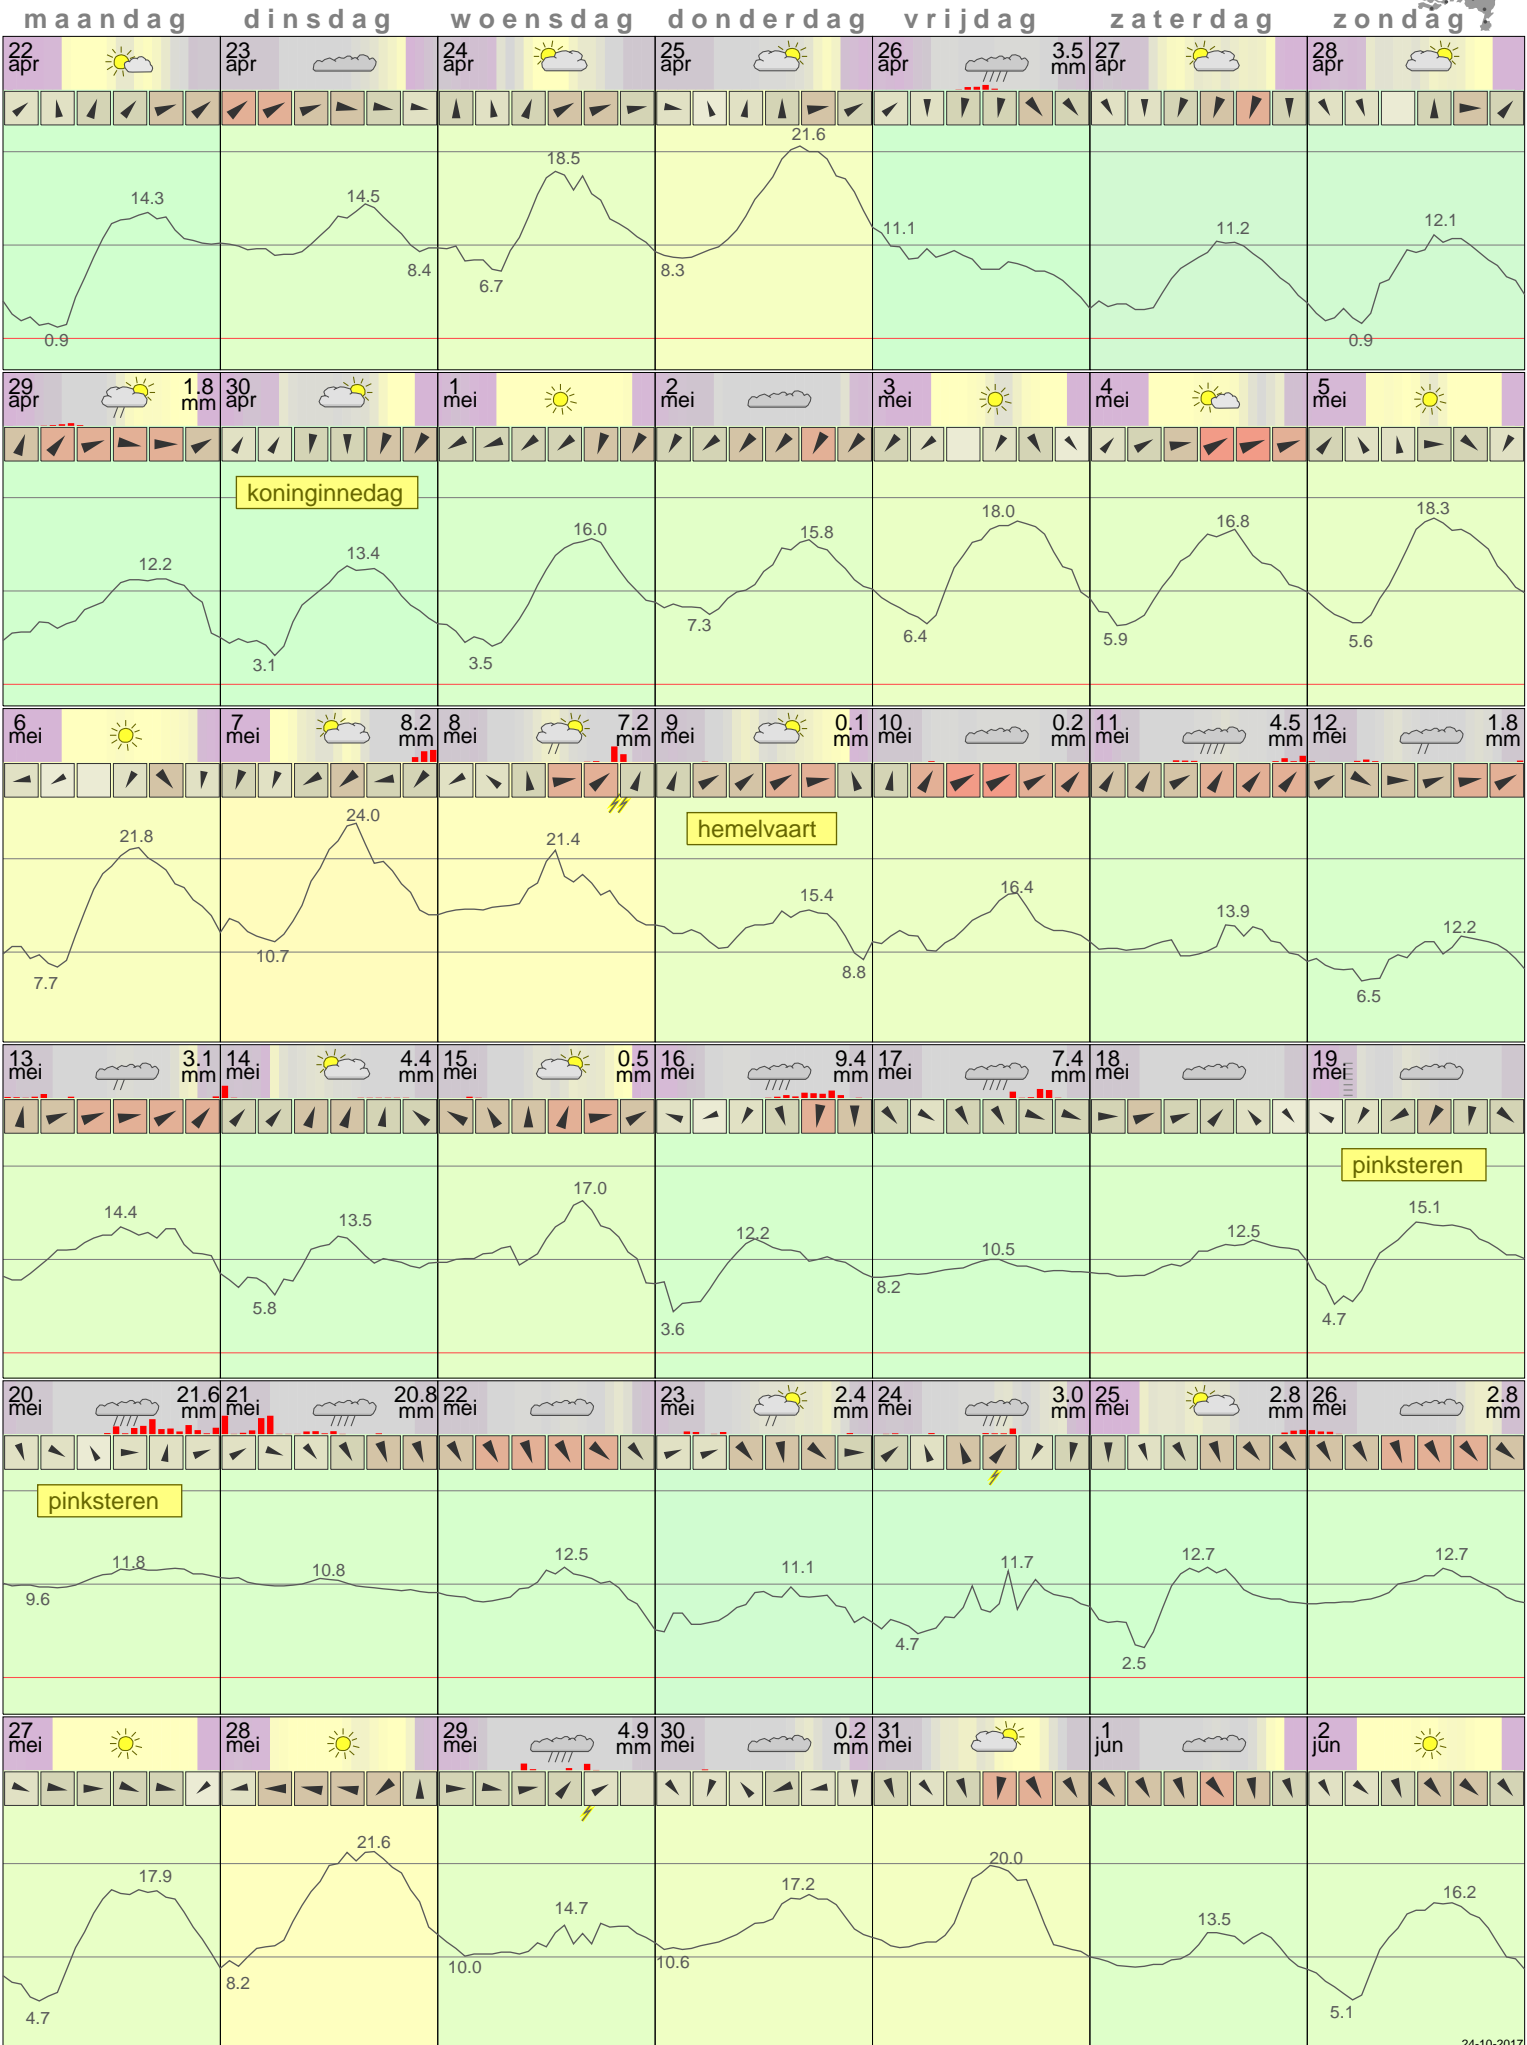 maandag dinsdag woensdag donderdag vrijdag zaterdag zondag
22 23 24 25 26 3.5 27 28
apr apr apr apr apr mm apr apr
21.6
18.5
14.3 14.5
11.1 11.2 12.1
8.4 6.7 8.3
0.9 0.9
29 1.8 30 1 2 3 4 5
apr mm apr mei mei mei mei mei
koninginnedag
12.2 13.4 16.0 15.8 18.0 16.8 18.3
3.1 3.5 7.3 6.4 5.9 5.6
6 7 8.2 8 7.2 9 0.1 10 0.2 11 4.5 12 1.8
mei mei mm mei mm mei mm mei mm mei mm mei mm
hemelvaart
21.8 24.0 21.4 15.4 16.4 13.9 12.2
7.7 10.7 8.8 6.5
13 3.1 14 4.4 15 0.5 16 9.4 17 7.4 18 19
mei mm mei mm mei mm mei mm mei mm mei mei
pinksteren
14.4 13.5 17.0 12.2 10.5 12.5 15.1
5.8 3.6 8.2 4.7
20 21.6 21 20.8 22 23 2.4 24 3.0 25 2.8 26 2.8
mei mm mei mm mei mei mm mei mm mei mm mei mm
pinksteren
11.8 10.8 12.5 11.1 11.7 12.7 12.7
9.6 4.7 2.5
27 28 29 4.9 30 0.2 31 1 2
mei mei mei mm mei mm mei jun jun
17.9 21.6 14.7 17.2 20.0 13.5 16.2
4.7 8.2 10.0 10.6 5.1
24-10-2017